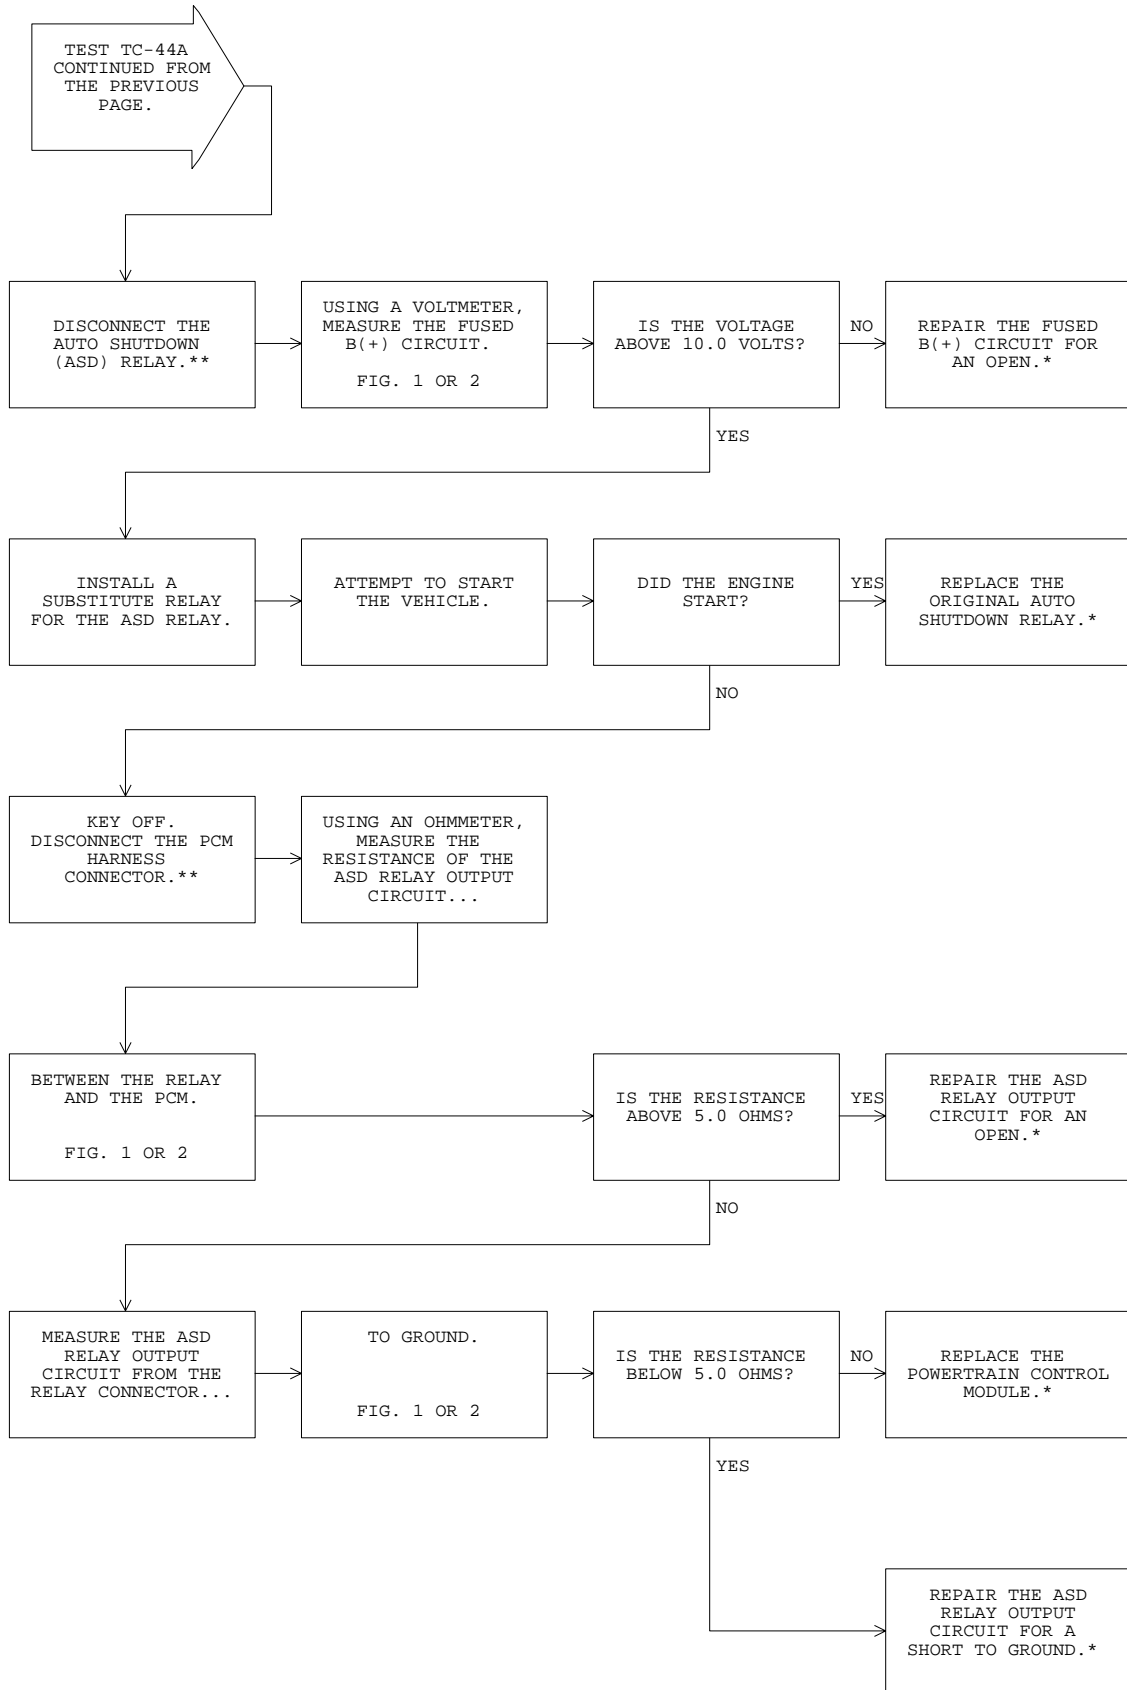 TEST TC-44A
CONTINUED FROM
THE PREVIOUS
PAGE.
DISCONNECT THE
AUTO SHUTDOWN
(ASD) RELAY.**
USING A VOLTMETER,
MEASURE THE FUSED
B(+) CIRCUIT.
FIG. 1 OR 2
IS THE VOLTAGE
ABOVE 10.0 VOLTS?
NO
REPAIR THE FUSED
B(+) CIRCUIT FOR
AN OPEN.*
YES
INSTALL A
SUBSTITUTE RELAY
FOR THE ASD RELAY.
ATTEMPT TO START
THE VEHICLE.
DID THE ENGINE
START?
YES
REPLACE THE
ORIGINAL AUTO
SHUTDOWN RELAY.*
NO
KEY OFF.
DISCONNECT THE PCM
HARNESS
CONNECTOR.**
USING AN OHMMETER,
MEASURE THE
RESISTANCE OF THE
ASD RELAY OUTPUT
CIRCUIT...
BETWEEN THE RELAY
AND THE PCM.
FIG. 1 OR 2
IS THE RESISTANCE
ABOVE 5.0 OHMS?
YES
REPAIR THE ASD
RELAY OUTPUT
CIRCUIT FOR AN
OPEN.*
NO
MEASURE THE ASD
RELAY OUTPUT
CIRCUIT FROM THE
RELAY CONNECTOR...
TO GROUND.
FIG. 1 OR 2
IS THE RESISTANCE
BELOW 5.0 OHMS?
NO
REPLACE THE
POWERTRAIN CONTROL
MODULE.*
YES
REPAIR THE ASD
RELAY OUTPUT
CIRCUIT FOR A
SHORT TO GROUND.*